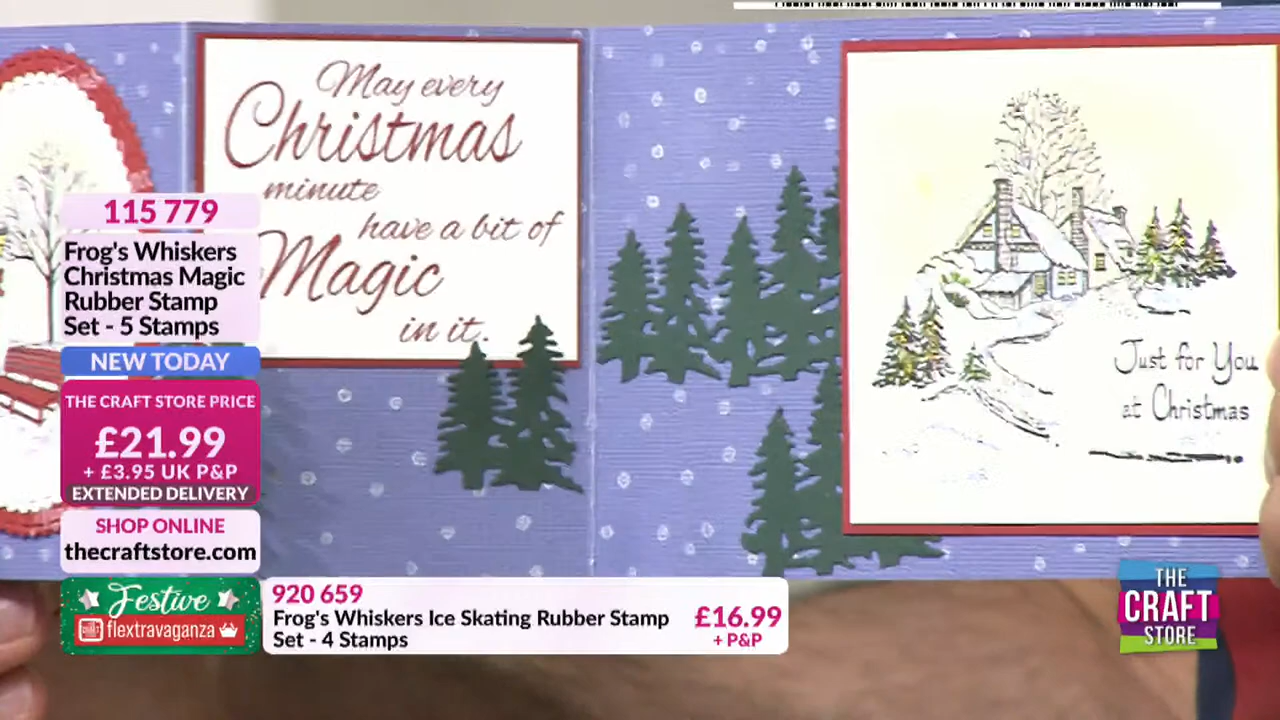 May every
Christmas
minute
have a bit of
Magic
in it.
Just for You
at Christmas
115 779
Frog's Whiskers
Christmas Magic
Rubber Stamp
Set - 5 Stamps
NEW TODAY
THE CRAFT STORE PRICE
£21.99
+ £3.95 UK P&P
EXTENDED DELIVERY
SHOP ONLINE
thecraftstore.com
Festive
flextravaganza
920 659
Frog's Whiskers Ice Skating Rubber Stamp
Set - 4 Stamps
£16.99
+ P&P
THE
CRAFT
STORE